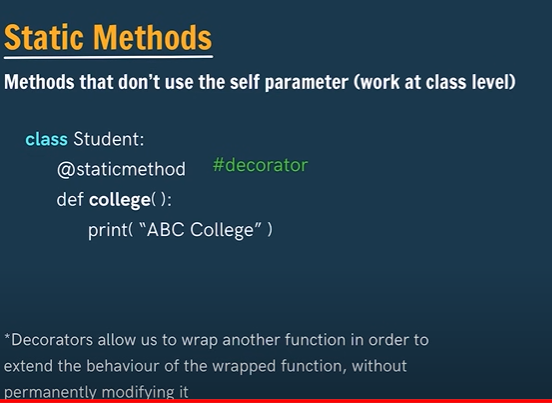 Static Methods
Methods that don't use the self parameter (work at class level)
class Student:
@staticmethod #decorator
def college( ):
print( “ABC College” )
*Decorators allow us to wrap another function in order to
extend the behaviour of the wrapped function, without
permanently modifying it